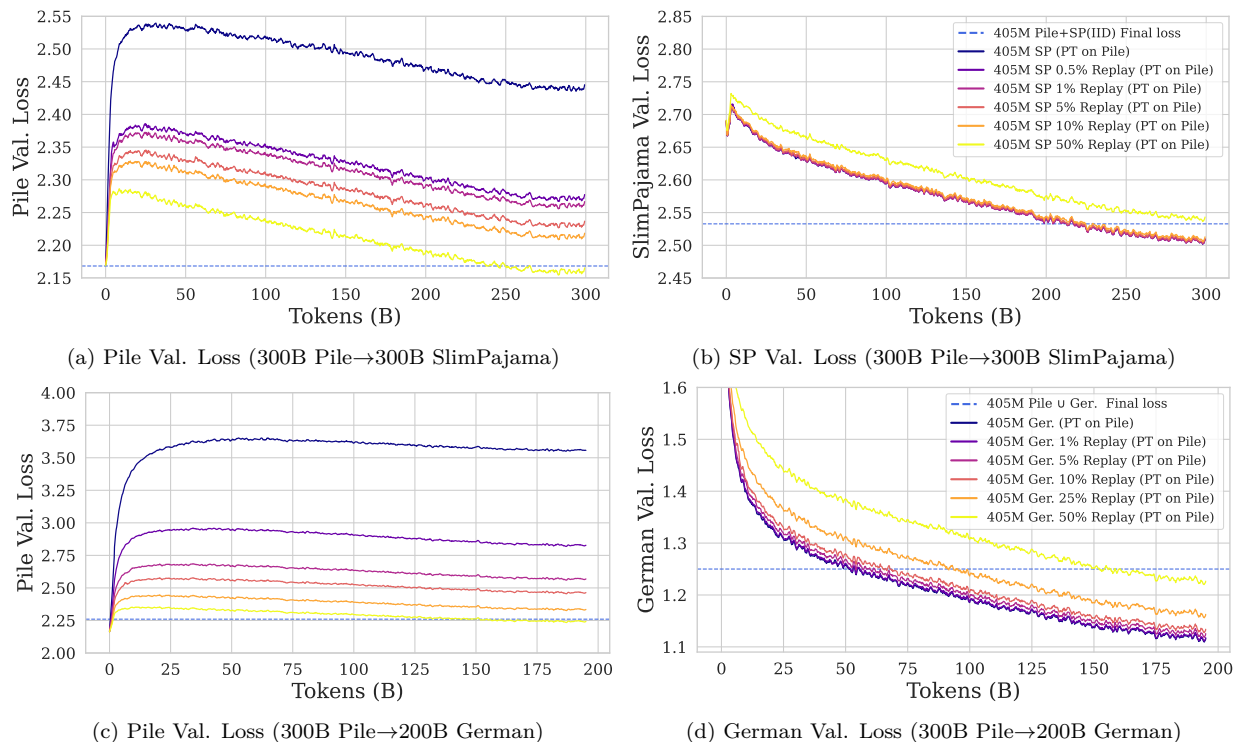 2.55
2.50
2.45
2.40
2.35
2.30
2.25
2.20
2.15
Pile Val. Loss
0 50 100 150 200 250 300
Tokens (B)
(a) Pile Val. Loss (300B Pile→300B SlimPajama)
2.85
2.80
2.75
2.70
2.65
2.60
2.55
2.50
2.45
SlimPajama Val. Loss
405M Pile+SP(IID) Final loss
405M SP (PT on Pile)
405M SP 0.5% Replay (PT on Pile)
405M SP 1% Replay (PT on Pile)
405M SP 5% Replay (PT on Pile)
405M SP 10% Replay (PT on Pile)
405M SP 50% Replay (PT on Pile)
0 50 100 150 200 250 300
Tokens (B)
(b) SP Val. Loss (300B Pile→300B SlimPajama)
4.00
3.75
3.50
3.25
3.00
2.75
2.50
2.25
2.00
Pile Val. Loss
0 25 50 75 100 125 150 175 200
Tokens (B)
(c) Pile Val. Loss (300B Pile→200B German)
1.6
1.5
1.4
1.3
1.2
1.1
German Val. Loss
405M Pile ∪ Ger. Final loss
405M Ger. (PT on Pile)
405M Ger. 1% Replay (PT on Pile)
405M Ger. 5% Replay (PT on Pile)
405M Ger. 10% Replay (PT on Pile)
405M Ger. 25% Replay (PT on Pile)
405M Ger. 50% Replay (PT on Pile)
0 25 50 75 100 125 150 175 200
Tokens (B)
(d) German Val. Loss (300B Pile→200B German)